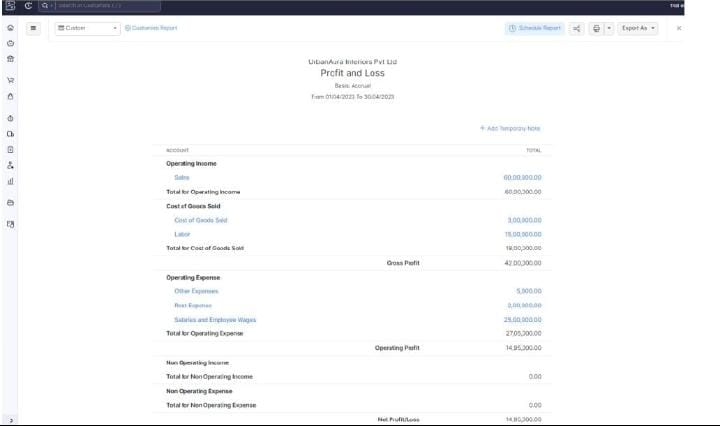 Search in Customers ( / )
Custom
Customize Report
Schedule Report
Export As
UrbanAura Interiors Pvt Ltd
Profit and Loss
Basis: Accrual
From 01/04/2023 To 30/04/2023
+ Add Temporary Note
ACCOUNT TOTAL
Operating Income
Sales 60,00,000.00
Total for Operating Income 60,00,000.00
Cost of Goods Sold
Cost of Goods Sold 3,00,000.00
Labor 15,00,000.00
Total for Cost of Goods Sold 18,00,000.00
Gross Profit 42,00,000.00
Operating Expense
Other Expenses 5,000.00
Rent Expense 2,00,000.00
Salaries and Employee Wages 25,00,000.00
Total for Operating Expense 27,05,000.00
Operating Profit 14,95,000.00
Non Operating Income
Total for Non Operating Income 0.00
Non Operating Expense
Total for Non Operating Expense 0.00
Net Profit/Loss 14,95,000.00